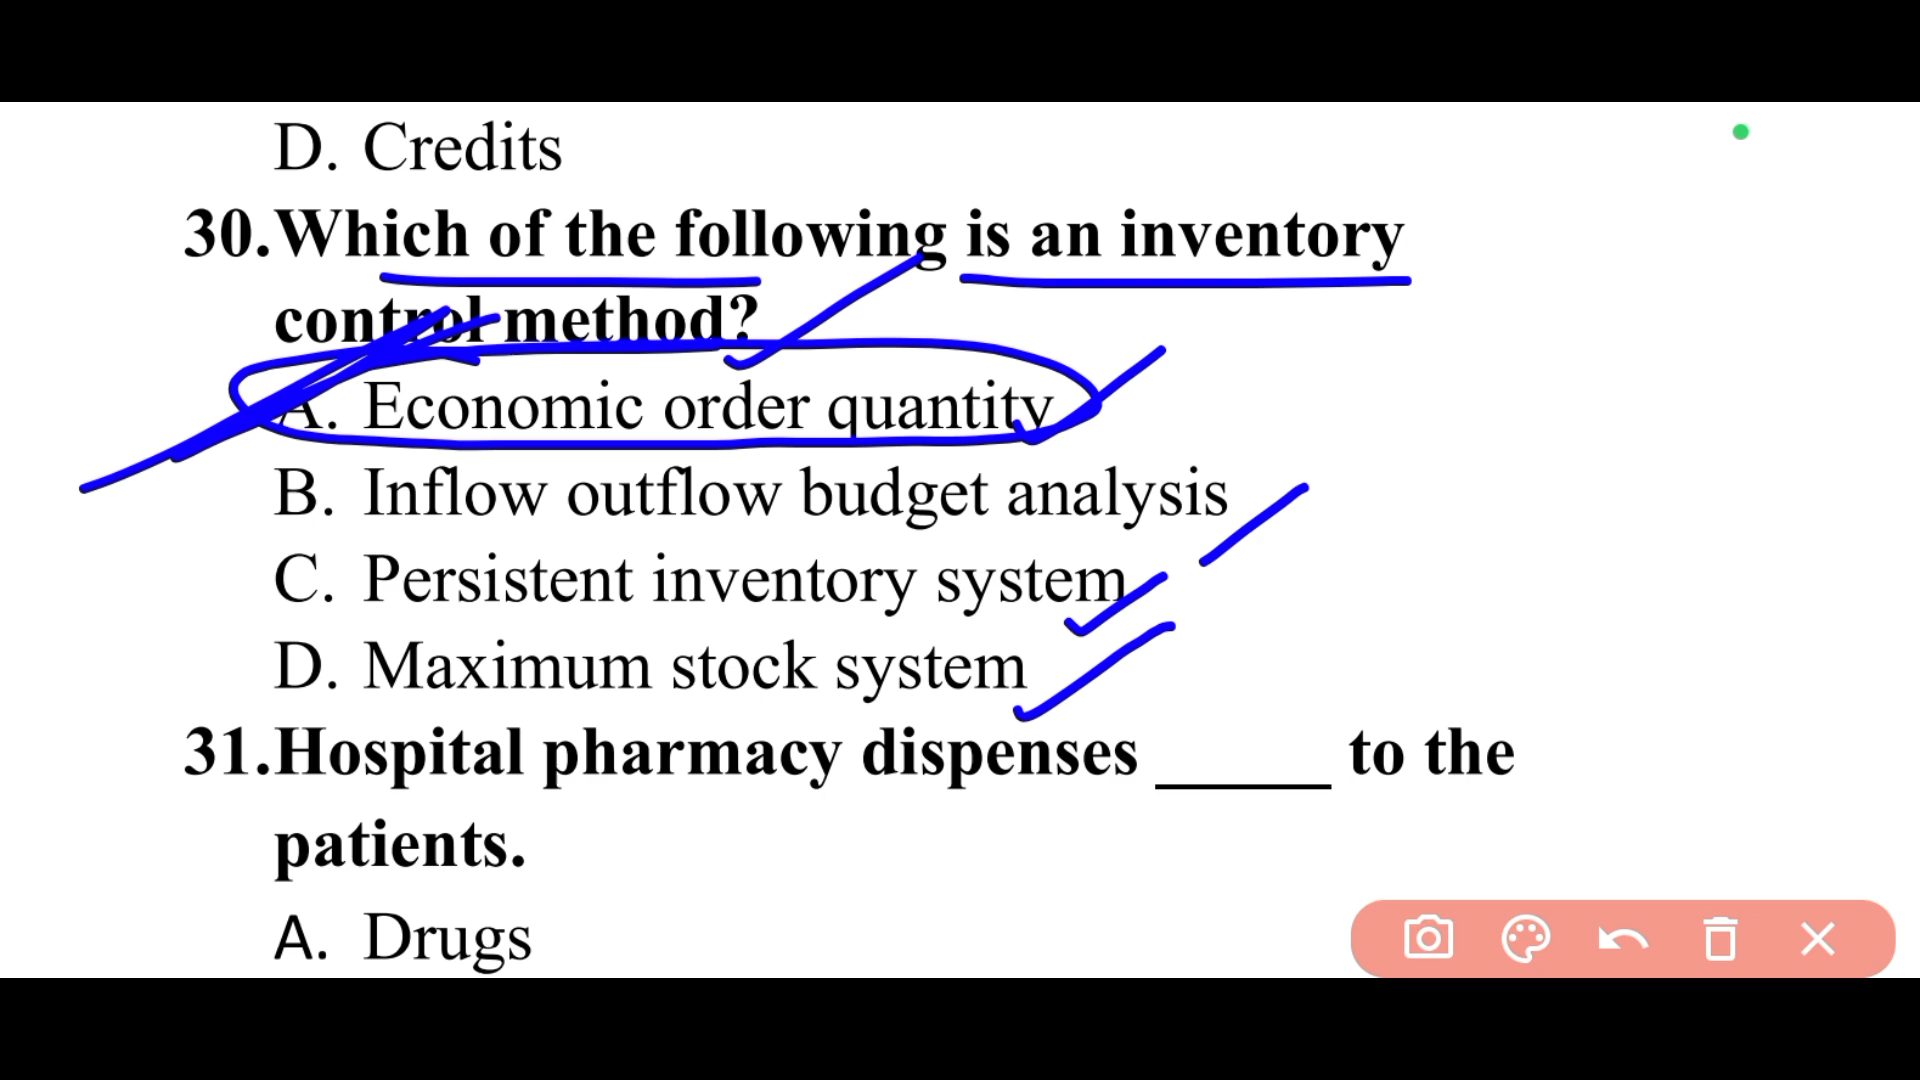 D. Credits
30.Which of the following is an inventory
control method?
A. Economic order quantity
B. Inflow outflow budget analysis
C. Persistent inventory system
D. Maximum stock system
31.Hospital pharmacy dispenses ______ to the
patients.
A. Drugs